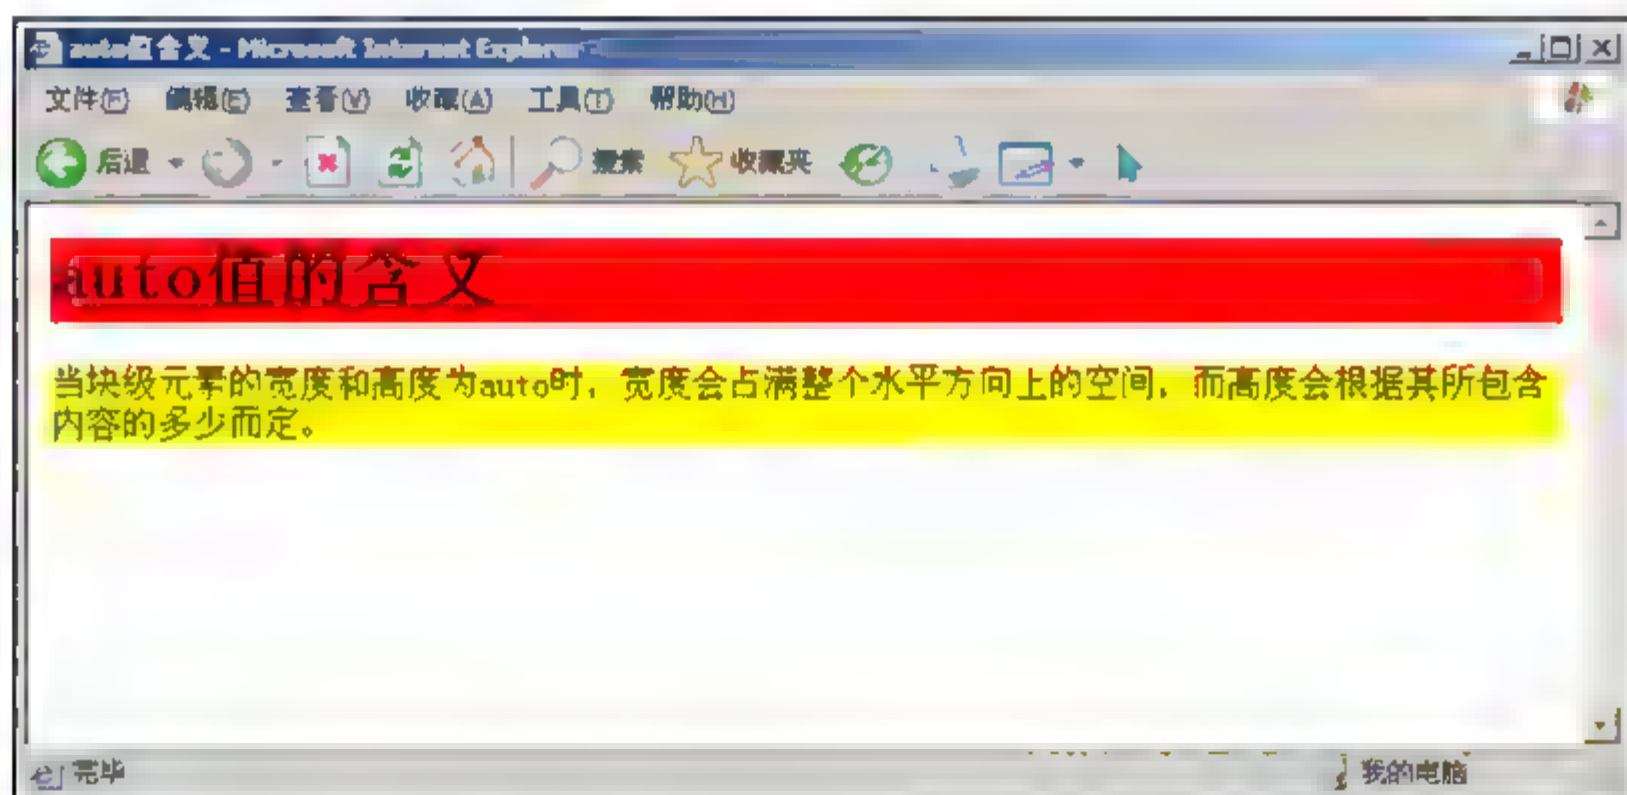 auto值含义 - Microsoft Internet Explorer
文件(F) 编辑(E) 查看(V) 收藏(A) 工具(T) 帮助(H)
后退 搜索 收藏夹
auto值的含义
当块级元素的宽度和高度为auto时，宽度会占满整个水平方向上的空间，而高度会根据其所包含
内容的多少而定。
完毕 我的电脑